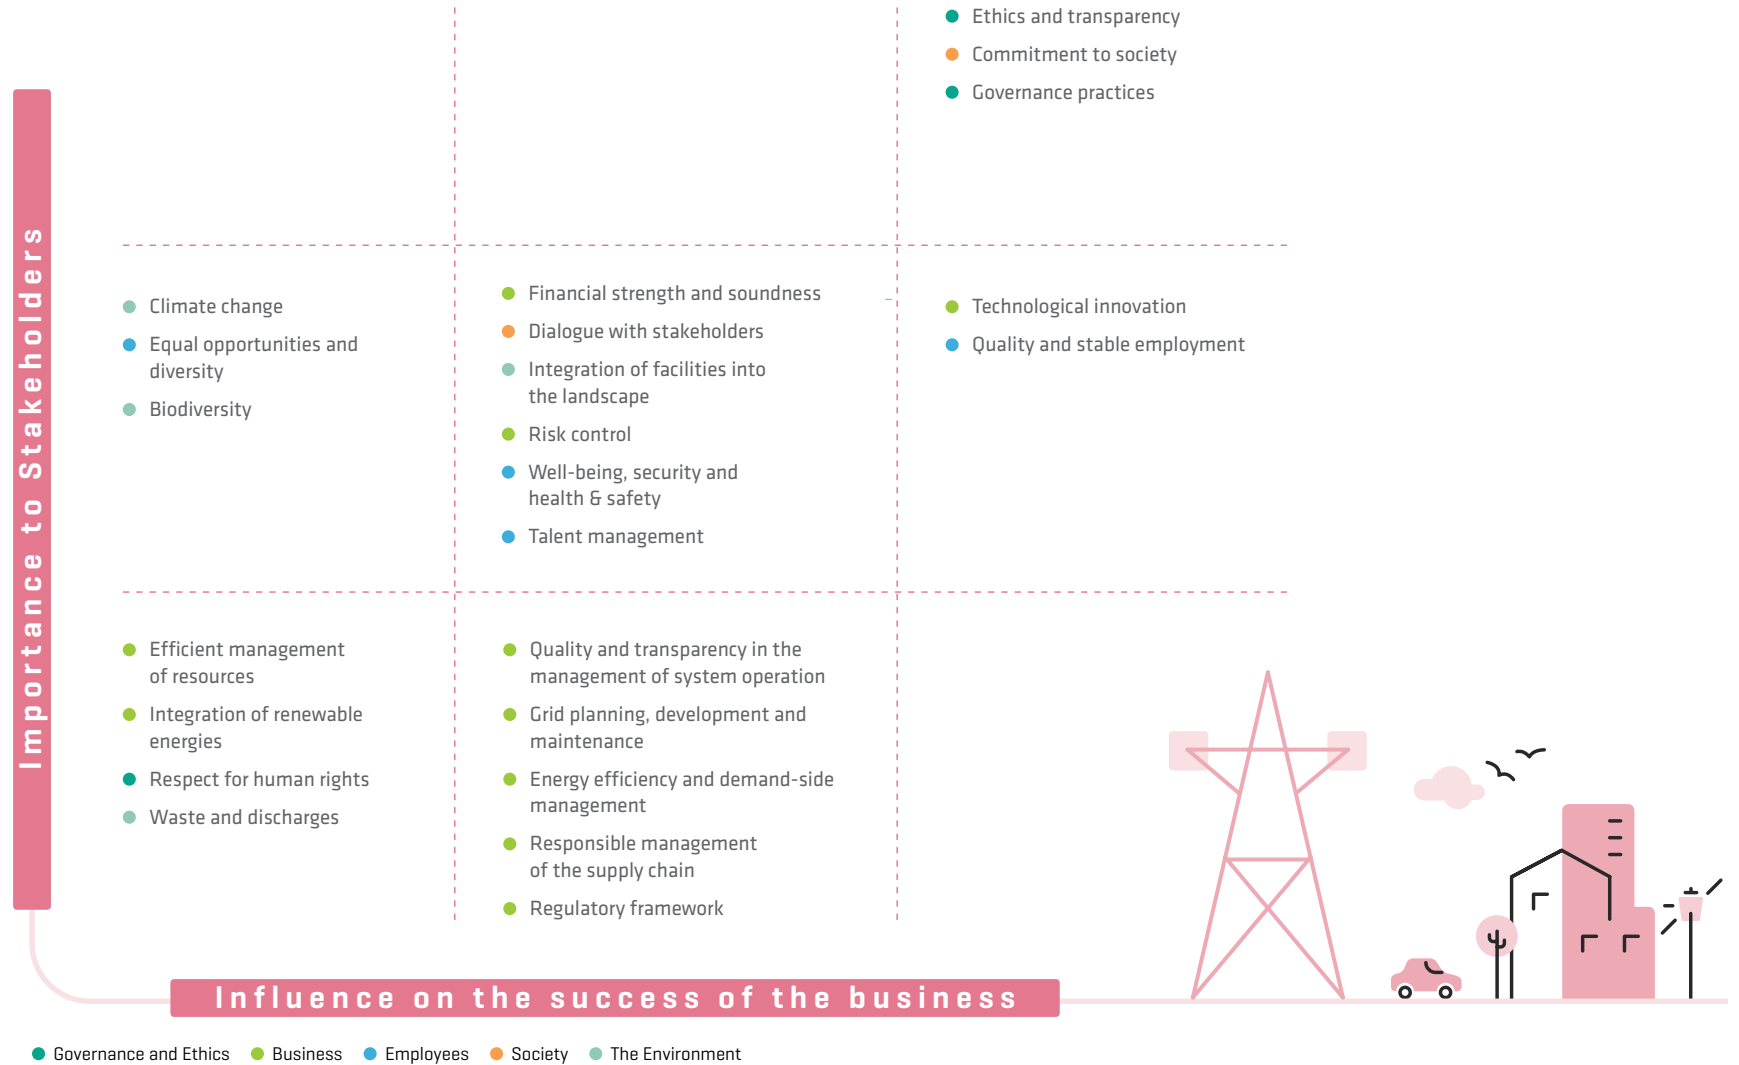 Ethics and transparency
Commitment to society
Governance practices
Importance to Stakeholders
Climate change
Equal opportunities and
diversity
Biodiversity
Financial strength and soundness
Dialogue with stakeholders
Integration of facilities into
the landscape
Risk control
Well-being, security and
health & safety
Talent management
Technological innovation
Quality and stable employment
Efficient management
of resources
Integration of renewable
energies
Respect for human rights
Waste and discharges
Quality and transparency in the
management of system operation
Grid planning, development and
maintenance
Energy efficiency and demand-side
management
Responsible management
of the supply chain
Regulatory framework
Influence on the success of the business
Governance and Ethics
Business
Employees
Society
The Environment